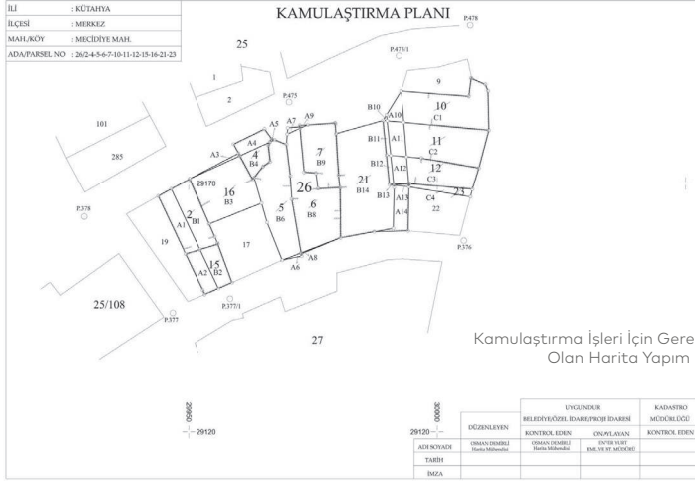 İLİ : KÜTAHYA
İLÇESİ : MERKEZ
MAH./KÖY : MECİDİYE MAH.
ADA/PARSEL NO : 26/2-4-5-6-7-10-11-12-15-16-21-23
KAMULAŞTIRMA PLANI
P.478
25
P.471/1
1
9
2
P.475
B10
A10
10
C1
101
285
A5
A7
A9
A4
B11
A1
11
C2
A3
4
B4
7
B9
B12
A12
12
C3
29170
16
B3
26
21
B14
B13
A13
C4
23
P.378
2
B1
A1
5
B6
6
B8
22
19
17
15
A2
B2
A6
A8
P.376
25/108
P.377/1
P.377
27
Kamulaştırma İşleri İçin Gere
Olan Harita Yapım
29950
30000
29120
29120
UYGUNDUR
KADASTRO
DÜZENLEYEN
BELEDİYE/ÖZEL İDARE/PROJE İDARESİ
MÜDÜRLÜĞÜ
KONTROL EDEN
ONAYLAYAN
KONTROL EDEN
ADI SOYADI
OSMAN DEMİRLİ
Harita Mühendisi
OSMAN DEMİRLİ
Harita Mühendisi
TARİH
İMZA